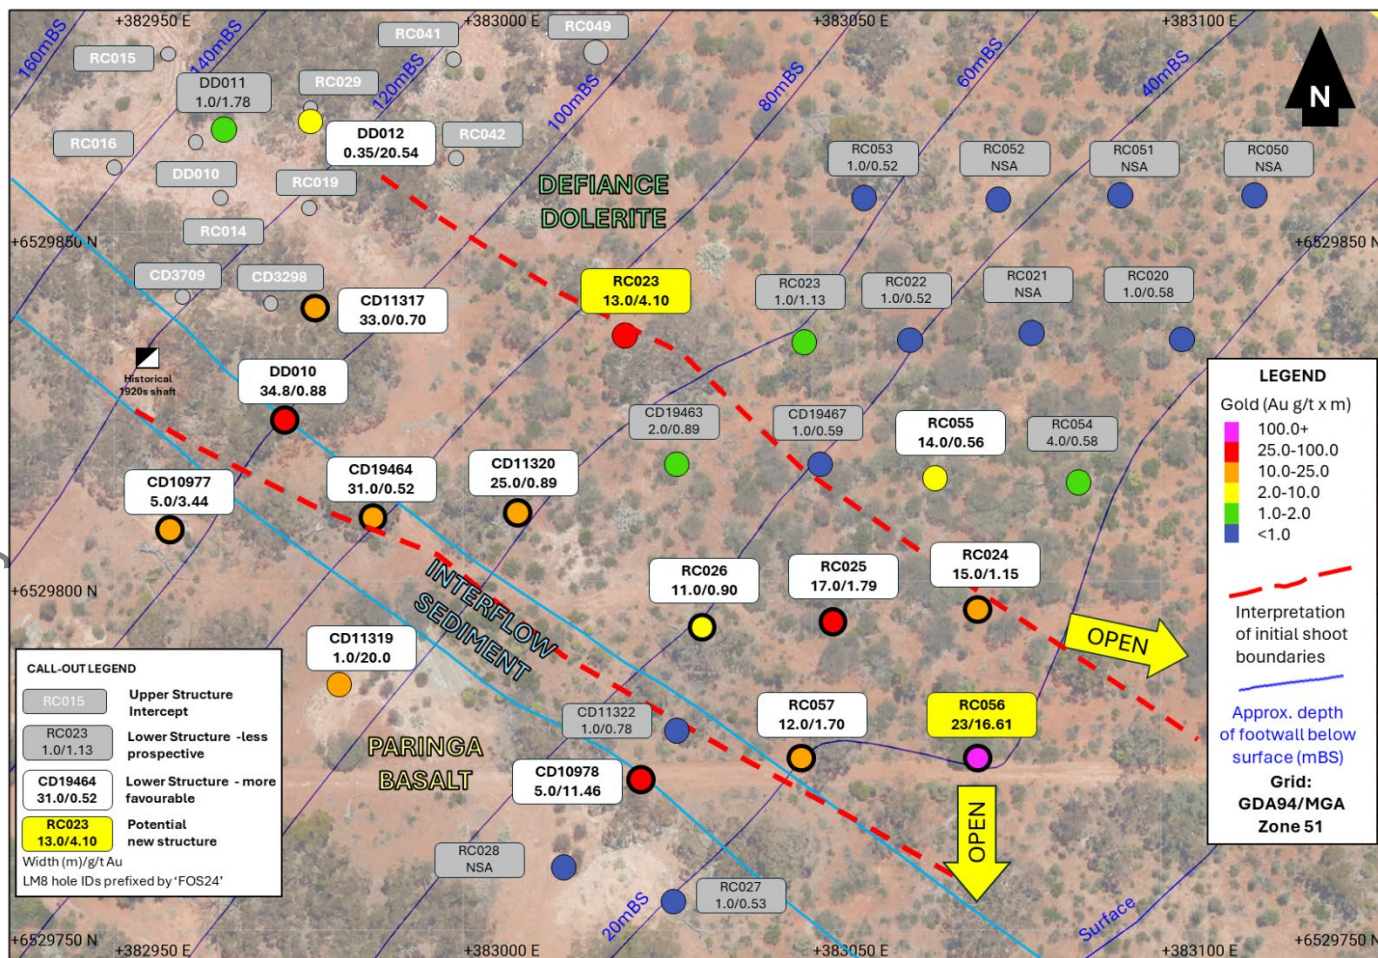 +382950 E
+383000 E
+383050 E
+383100 E
160mBS
140mBS
120mBS
100mBS
80mBS
60mBS
40mBS
RC015
RC041
RC049
DD011
1.0/1.78
RC029
N
DD012
0.35/20.54
RC016
RC042
RC053
1.0/0.52
RC052
NSA
RC051
NSA
RC050
NSA
DD010
RC019
DEFIANCE
DOLERITE
RC014
+6529850 N
+6529850 N
CD3709
CD3298
CD11317
33.0/0.70
RC023
13.0/4.10
RC023
1.0/1.13
RC022
1.0/0.52
RC021
NSA
RC020
1.0/0.58
Historical
1920s shaft
DD010
34.8/0.88
CD19463
2.0/0.89
CD19467
1.0/0.59
RC055
14.0/0.56
RC054
4.0/0.58
CD10977
5.0/3.44
CD19464
31.0/0.52
CD11320
25.0/0.89
LEGEND
Gold (Au g/t x m)
100.0+
25.0-100.0
10.0-25.0
2.0-10.0
1.0-2.0
<1.0
Interpretation
of initial shoot
boundaries
Approx. depth
of footwall below
surface (mBS)
Grid:
GDA94/MGA
Zone 51
+6529800 N
INTERFLOW
SEDIMENT
RC026
11.0/0.90
RC025
17.0/1.79
RC024
15.0/1.15
OPEN
CD11319
1.0/20.0
CD11322
1.0/0.78
RC057
12.0/1.70
RC056
23/16.61
PARINGA
BASALT
CD10978
5.0/11.46
OPEN
RC028
NSA
RC027
1.0/0.53
20mBS
Surface
CALL-OUT LEGEND
RC015
Upper Structure
Intercept
RC023
1.0/1.13
Lower Structure -less
prospective
CD19464
31.0/0.52
Lower Structure - more
favourable
RC023
13.0/4.10
Potential
new structure
Width (m)/g/t Au
LM8 hole IDs prefixed by ‘FOS24’
+6529750 N
+382950 E
+383000 E
+383050 E
+383100 E
+6529750 N